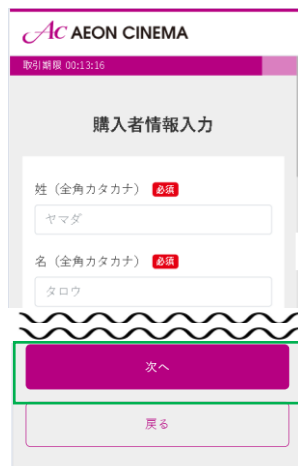 Ac AEON CINEMA
取引期限 00:13:16
購入者情報入力
姓（全角カタカナ） 必須
ヤマダ
名（全角カタカナ） 必須
タロウ
次へ
戻る